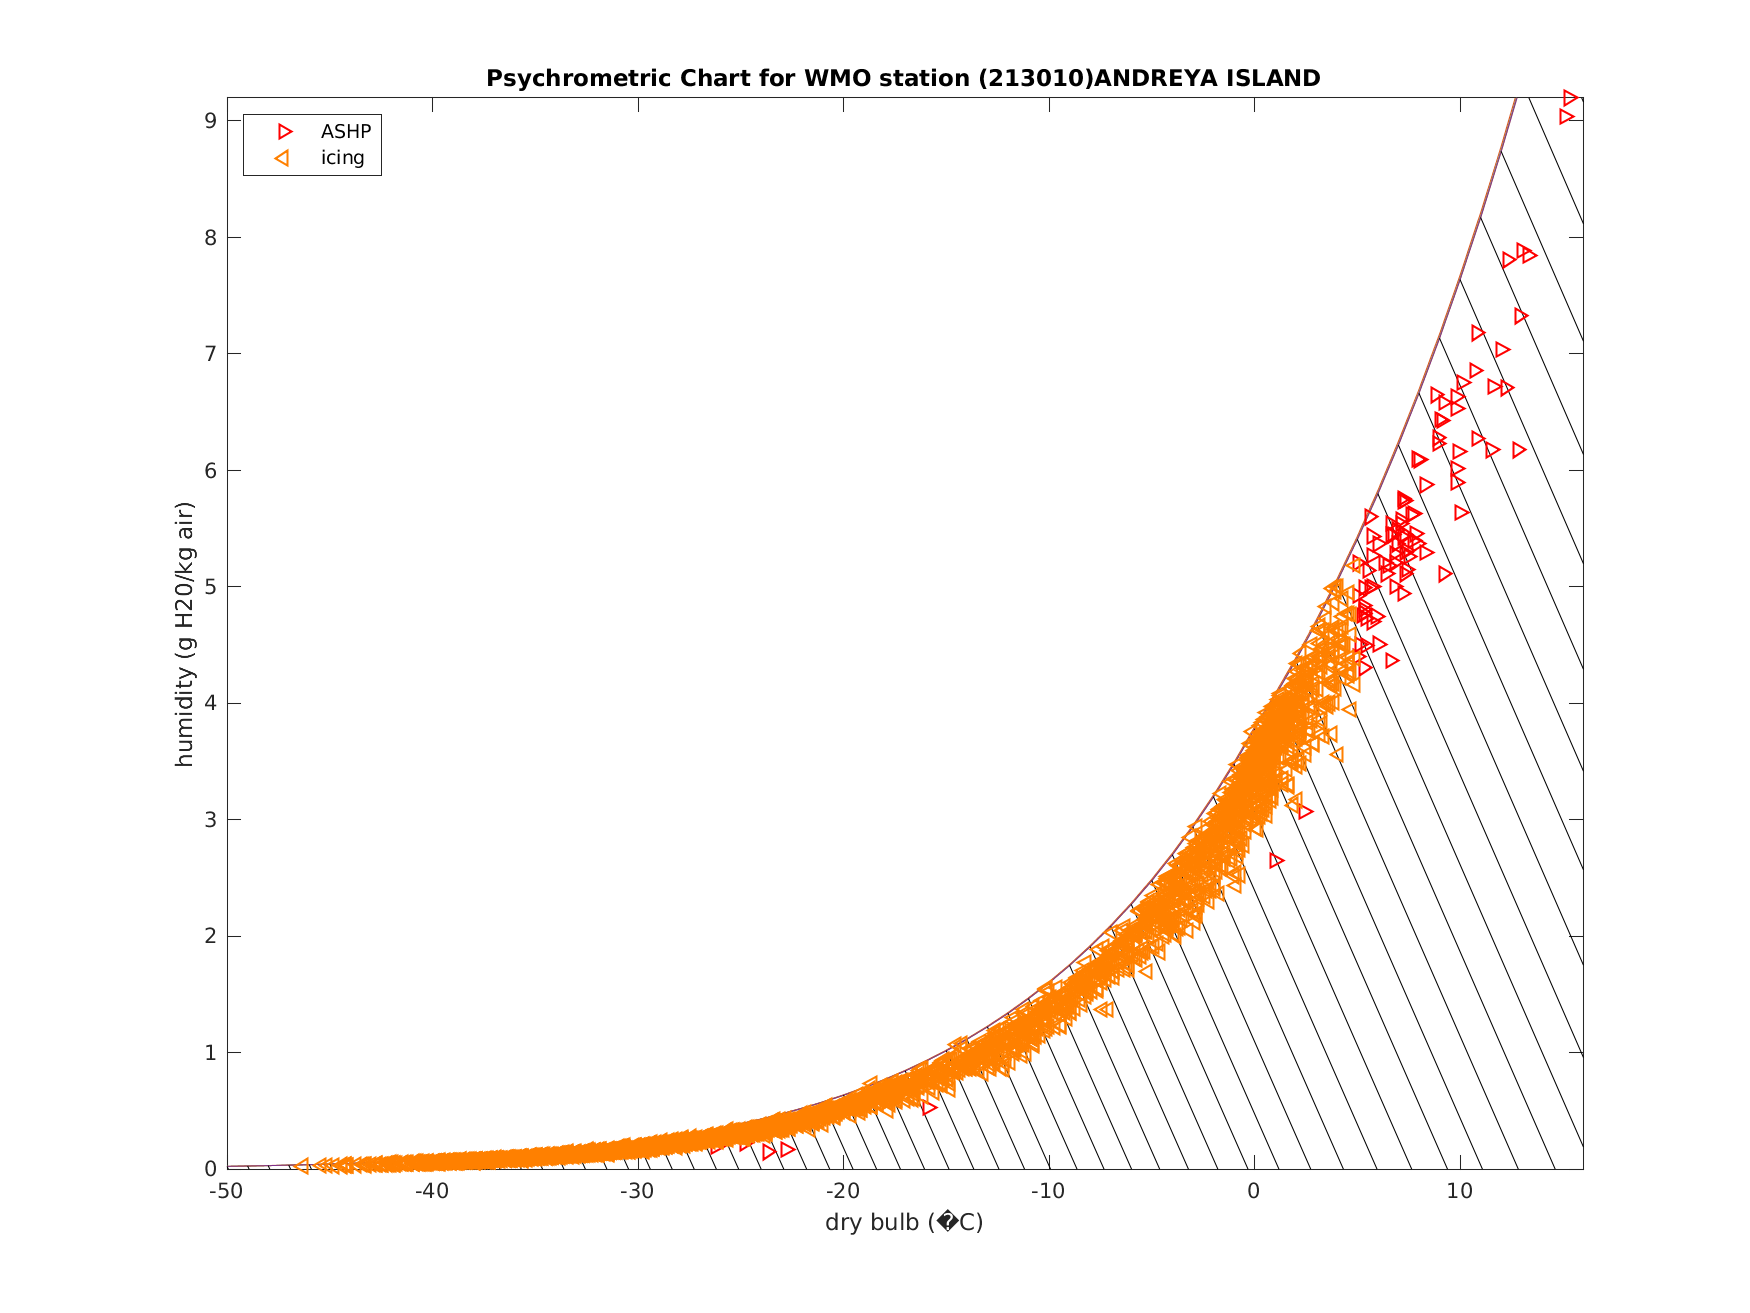 Psychrometric Chart for WMO station (213010)ANDREYA ISLAND
ASHP
icing
9
8
7
6
5
4
3
2
1
0
humidity (g H20/kg air)
-50 -40 -30 -20 -10 0 10
dry bulb (�C)